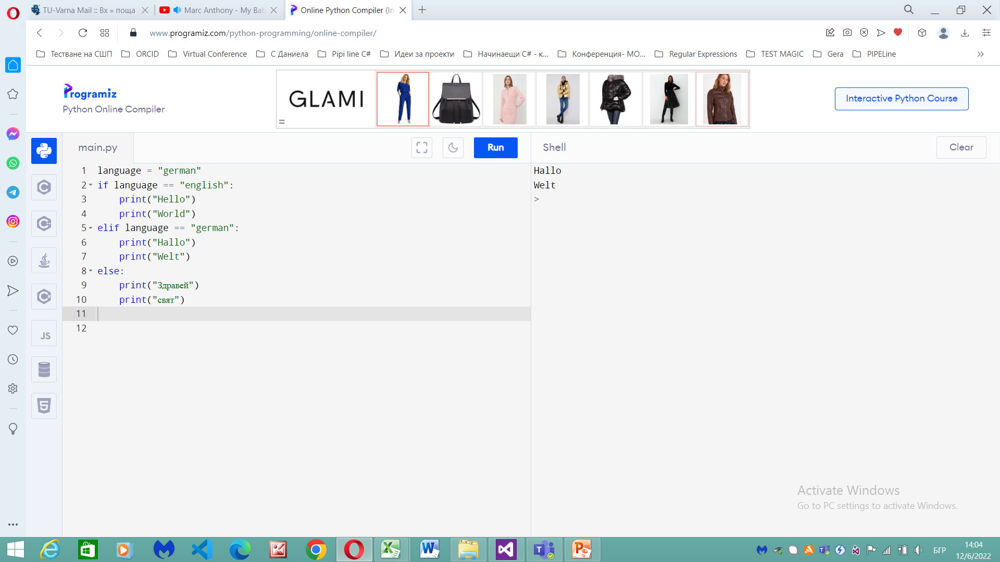 TU-Varna Mail :: Вх » поща
Marc Anthony - My Bab
Online Python Compiler (In
www.programiz.com/python-programming/online-compiler/
Тестване на СШП
ORCID
Virtual Conference
С Даниела
Pipi line C#
Идеи за проекти
Начинаещи C# - к...
Конференция- MO...
Regular Expressions
TEST MAGIC
Gera
PIPELine
Programiz
Python Online Compiler
GLAMI
Interactive Python Course
main.py
Run
Shell
Clear
1 language = "german"
2 if language == "english":
3     print("Hello")
4     print("World")
5 elif language == "german":
6     print("Hallo")
7     print("Welt")
8 else:
9     print("Здравей")
10     print("свят")
11
12
Hallo
Welt
>
JS
Activate Windows
Go to PC settings to activate Windows.
БГР
14:04
12/6/2022